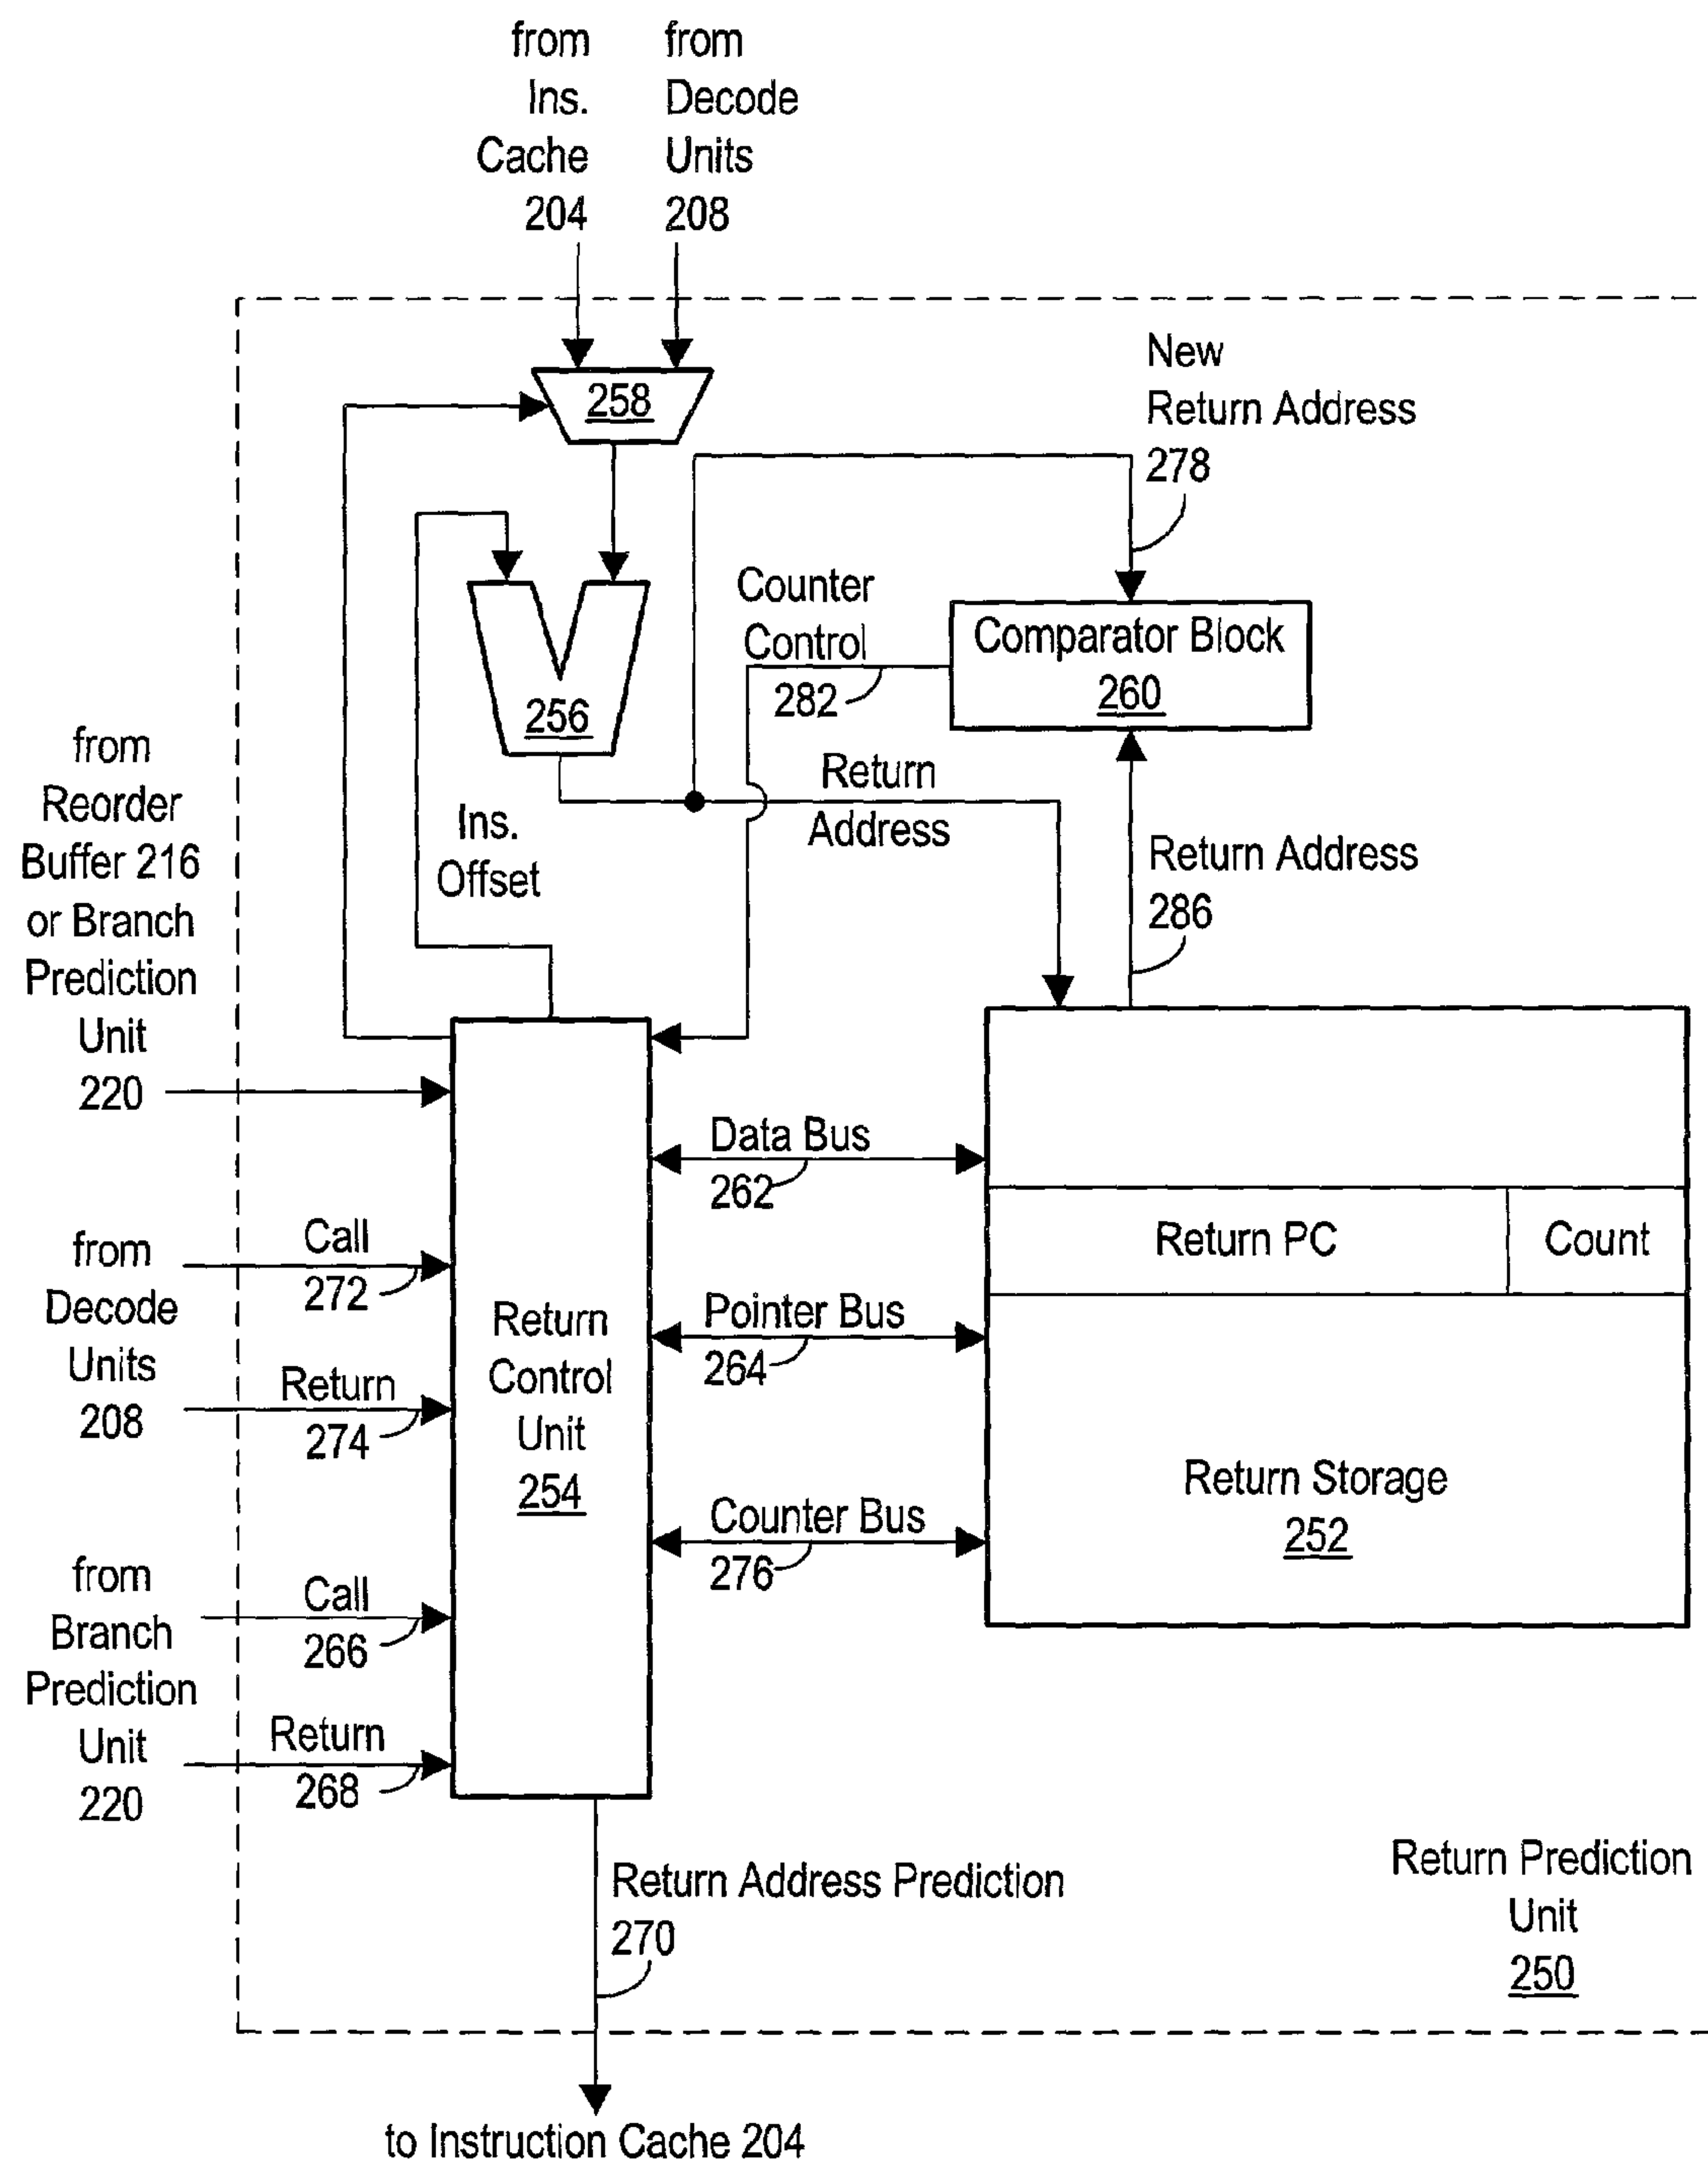 from
Ins.
Cache
204
from
Decode
Units
208
258
New
Return Address
278
Counter
Control
282
Comparator Block
260
256
from
Reorder
Buffer 216
or Branch
Prediction
Unit
220
Ins.
Offset
Return
Address
Return Address
286
Data Bus
262
Return PC
Count
from
Decode
Units
208
Call
272
Return
274
Return
Control
Unit
254
Pointer Bus
264
Return Storage
252
Counter Bus
276
from
Branch
Prediction
Unit
220
Call
266
Return
268
Return Address Prediction
270
Return Prediction
Unit
250
to Instruction Cache 204